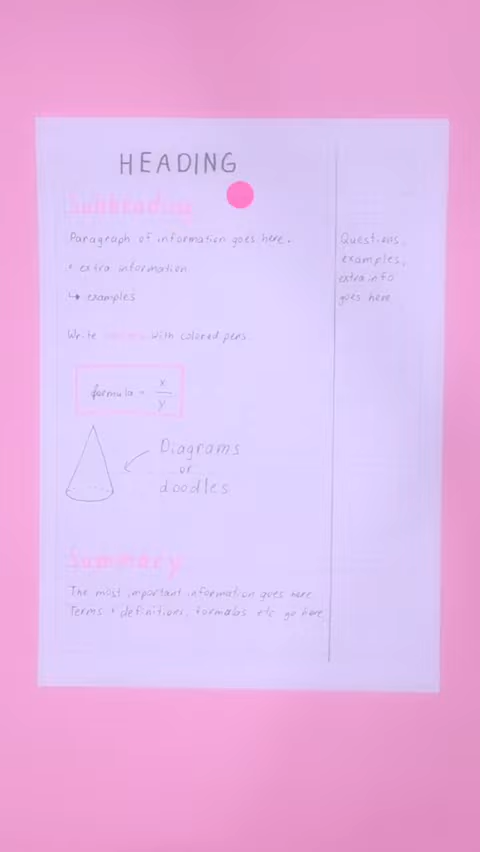 HEADING
Subheading
Paragraph of information goes here.
• extra information
↳ examples
Write with colored pens.
formula = x/y
Diagrams
or
doodles
Summary
The most important information goes here
Terms + definitions, formulas etc go here
Questions,
examples,
extra info
goes here